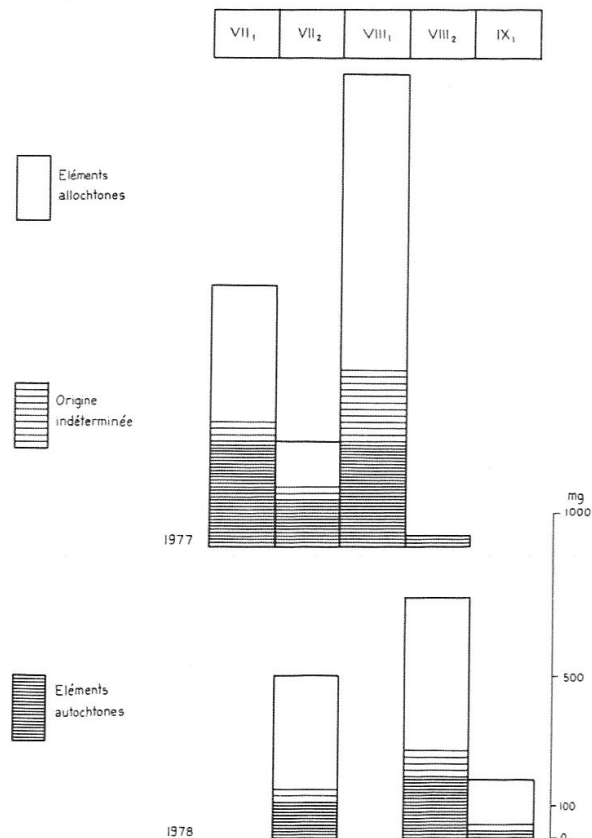 VII₁ VII₂ VIII₁ VIII₂ IX₁
Eléments
allochtones
Origine
indéterminée
mg
1000
1977
Eléments
autochtones
500
100
0
1978